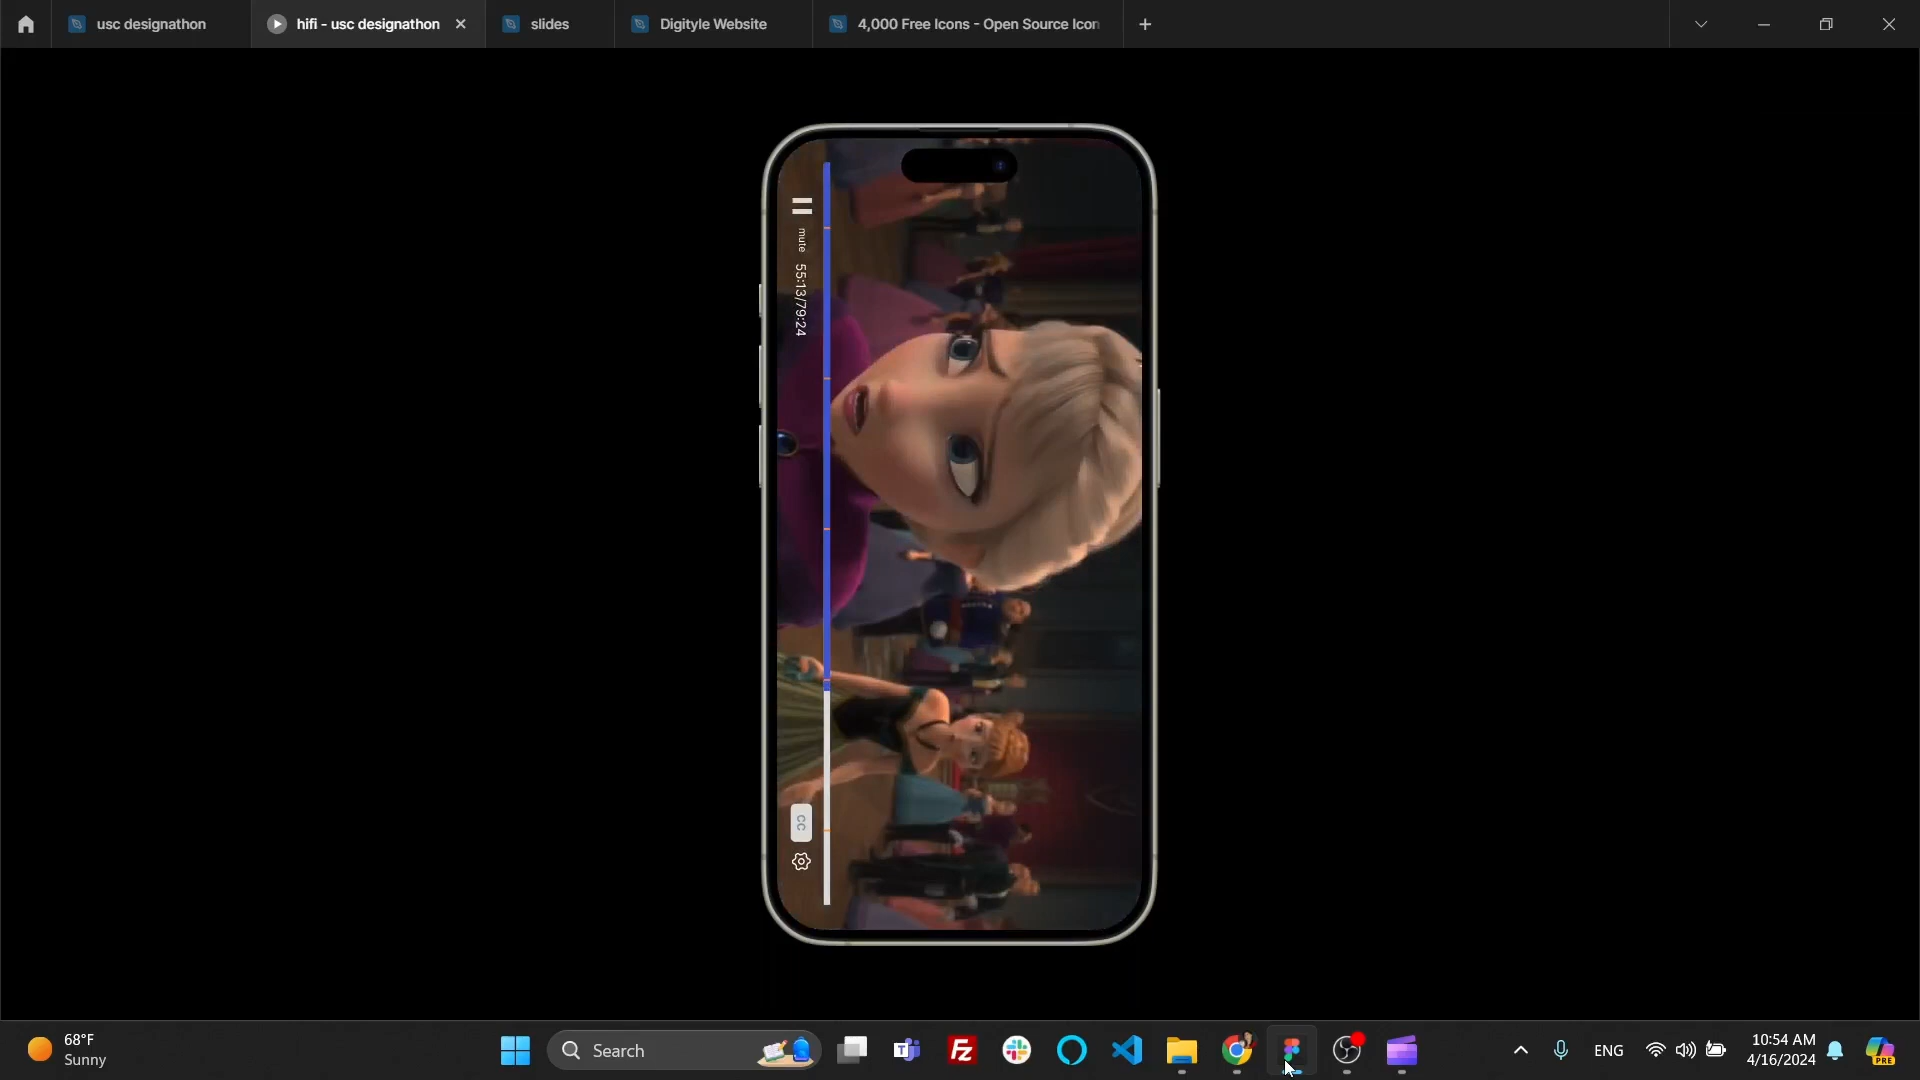 usc designathon
hifi - usc designathon
slides
Digityle Website
4,000 Free Icons - Open Source Icon
mute
55:13/79:24
CC
68°F
Sunny
Search
ENG
10:54 AM
4/16/2024
PRE